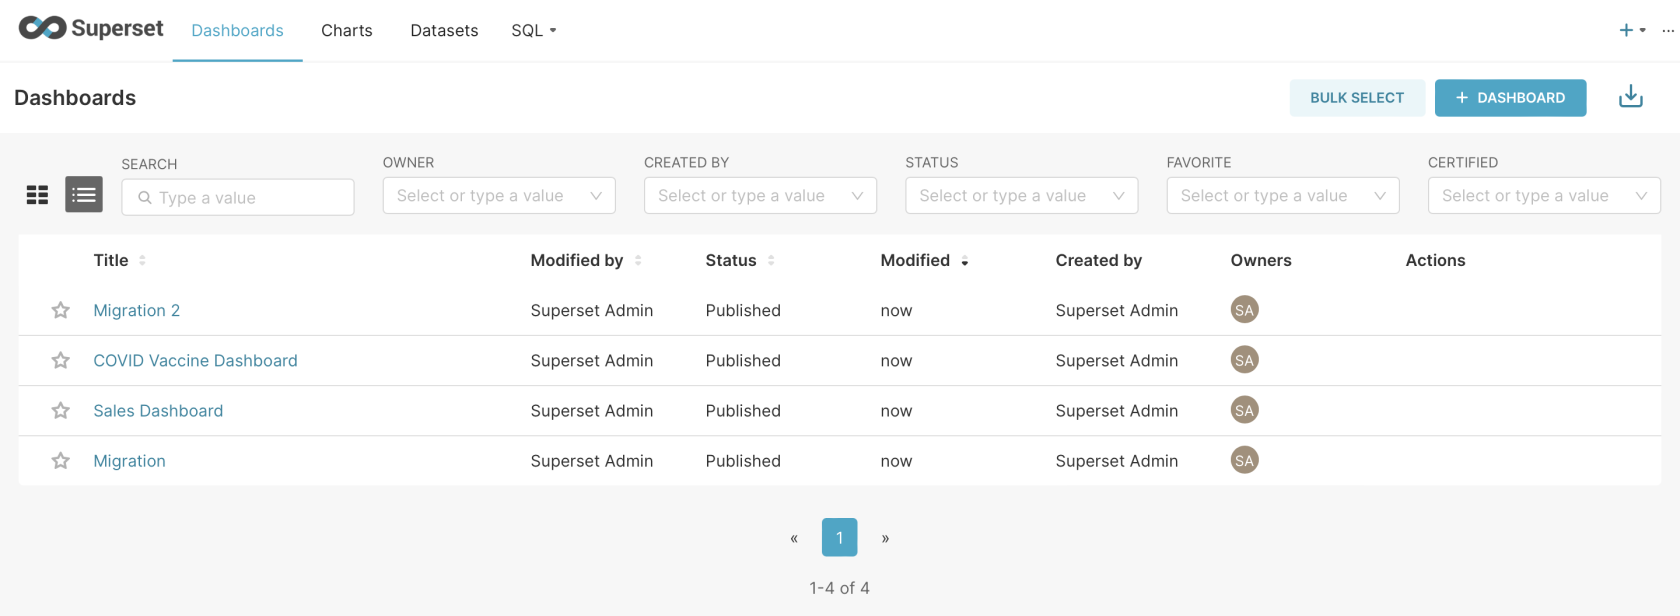 Superset Dashboards Charts Datasets SQL + ...
Dashboards BULK SELECT + DASHBOARD
SEARCH OWNER CREATED BY STATUS FAVORITE CERTIFIED
Type a value Select or type a value Select or type a value Select or type a value Select or type a value Select or type a value
Title Modified by Status Modified Created by Owners Actions
Migration 2 Superset Admin Published now Superset Admin SA
COVID Vaccine Dashboard Superset Admin Published now Superset Admin SA
Sales Dashboard Superset Admin Published now Superset Admin SA
Migration Superset Admin Published now Superset Admin SA
« 1 »
1-4 of 4